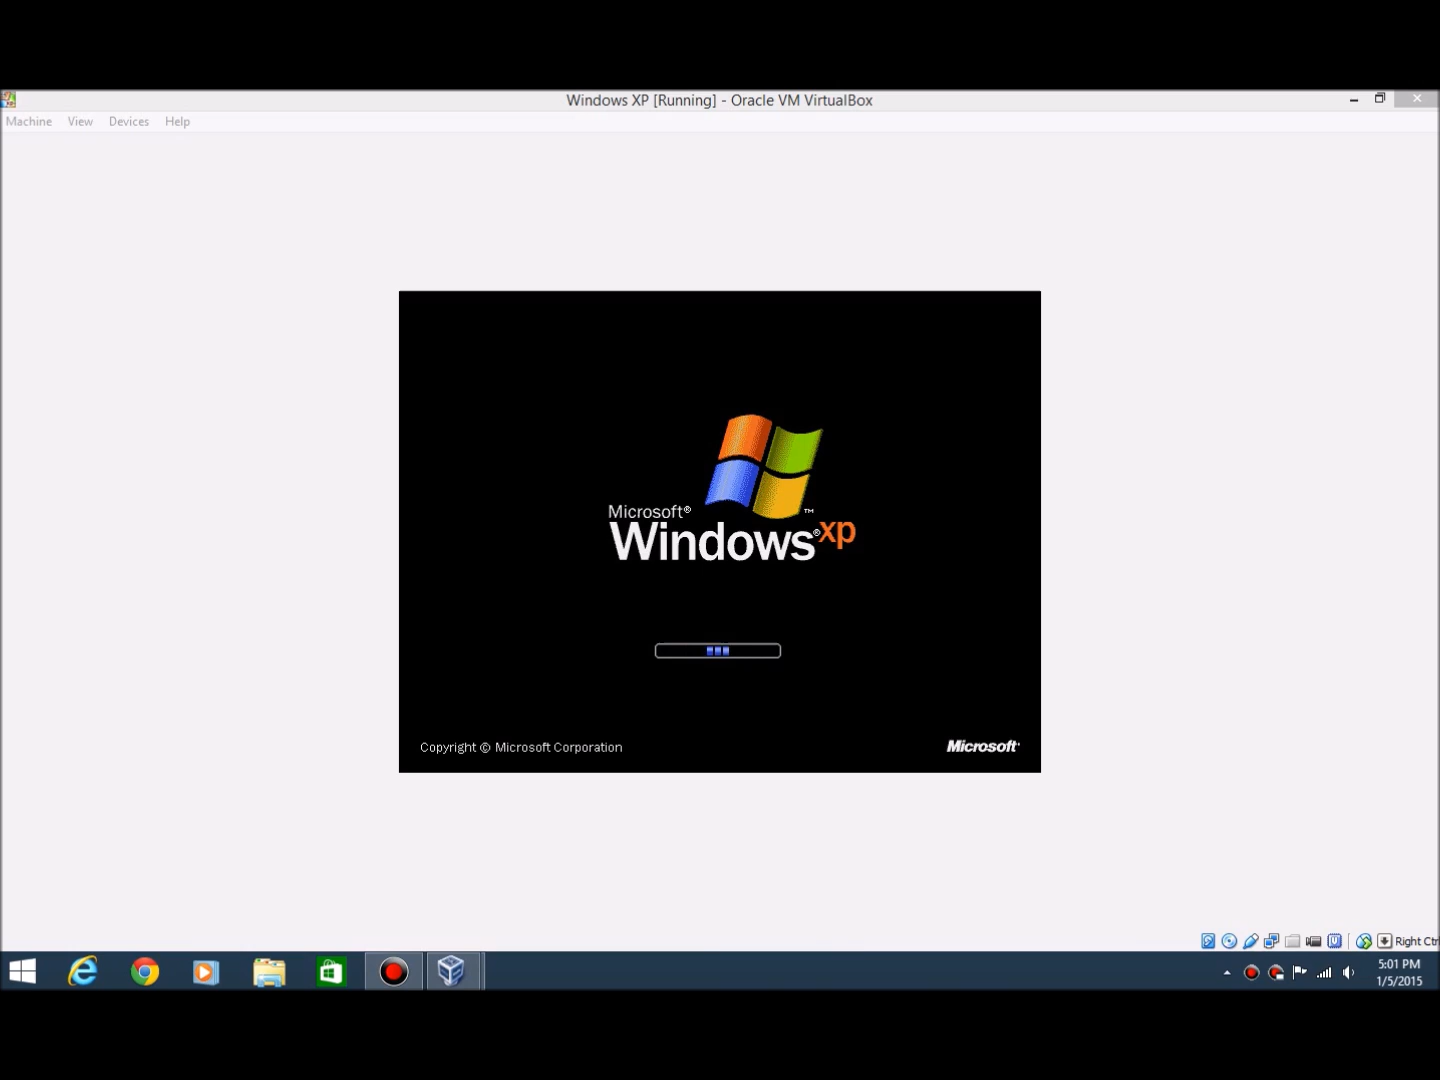 Windows XP [Running] - Oracle VM VirtualBox
Machine View Devices Help
Microsoft®
Windows®xp™
Copyright © Microsoft Corporation
Microsoft®
Right Ctrl
5:01 PM
1/5/2015